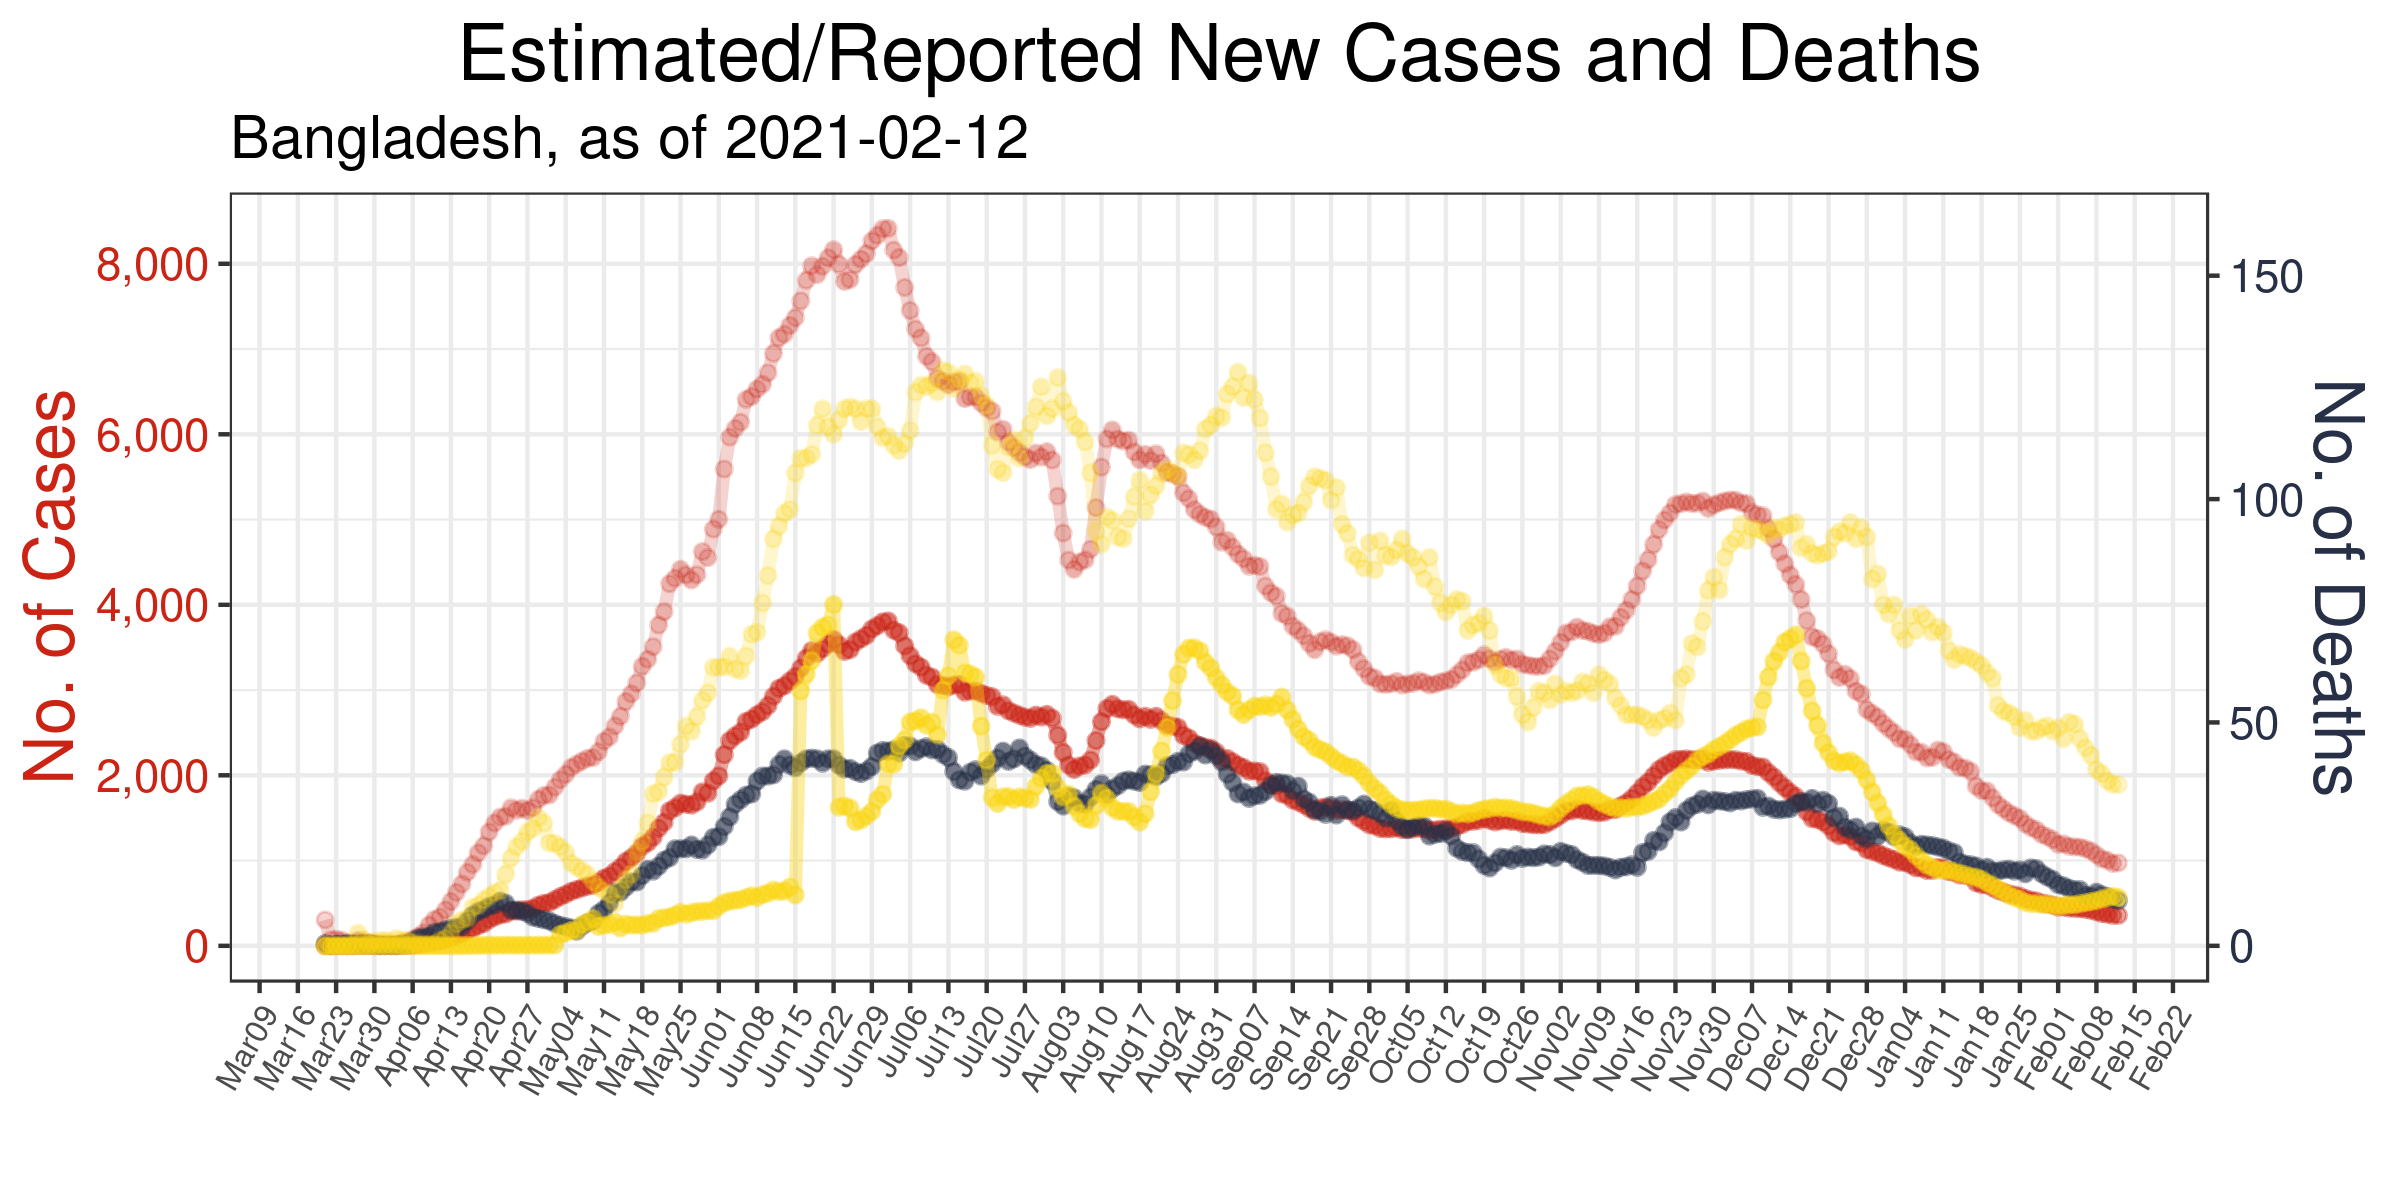 Estimated/Reported New Cases and Deaths
Bangladesh, as of 2021-02-12
No. of Cases
8,000
6,000
4,000
2,000
0
150
100
50
0
No. of Deaths
Mar09
Mar16
Mar23
Mar30
Apr06
Apr13
Apr20
Apr27
May04
May11
May18
May25
Jun01
Jun08
Jun15
Jun22
Jun29
Jul06
Jul13
Jul20
Jul27
Aug03
Aug10
Aug17
Aug24
Aug31
Sep07
Sep14
Sep21
Sep28
Oct05
Oct12
Oct19
Oct26
Nov02
Nov09
Nov16
Nov23
Nov30
Dec07
Dec14
Dec21
Dec28
Jan04
Jan11
Jan18
Jan25
Feb01
Feb08
Feb15
Feb22